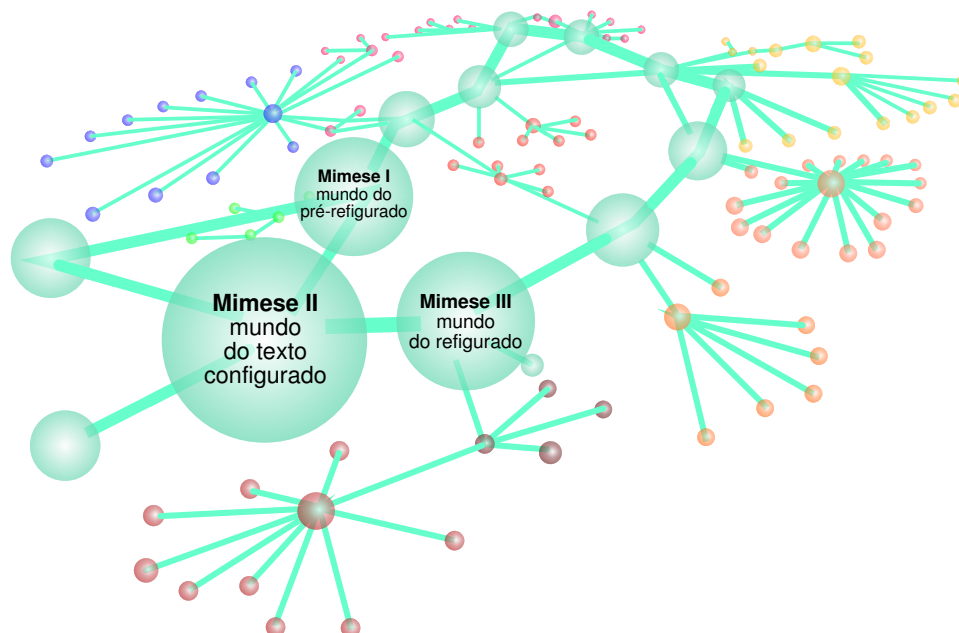 Mimese I
mundo do
pré-refigurado
Mimese II
mundo
do texto
configurado
Mimese III
mundo
do refigurado